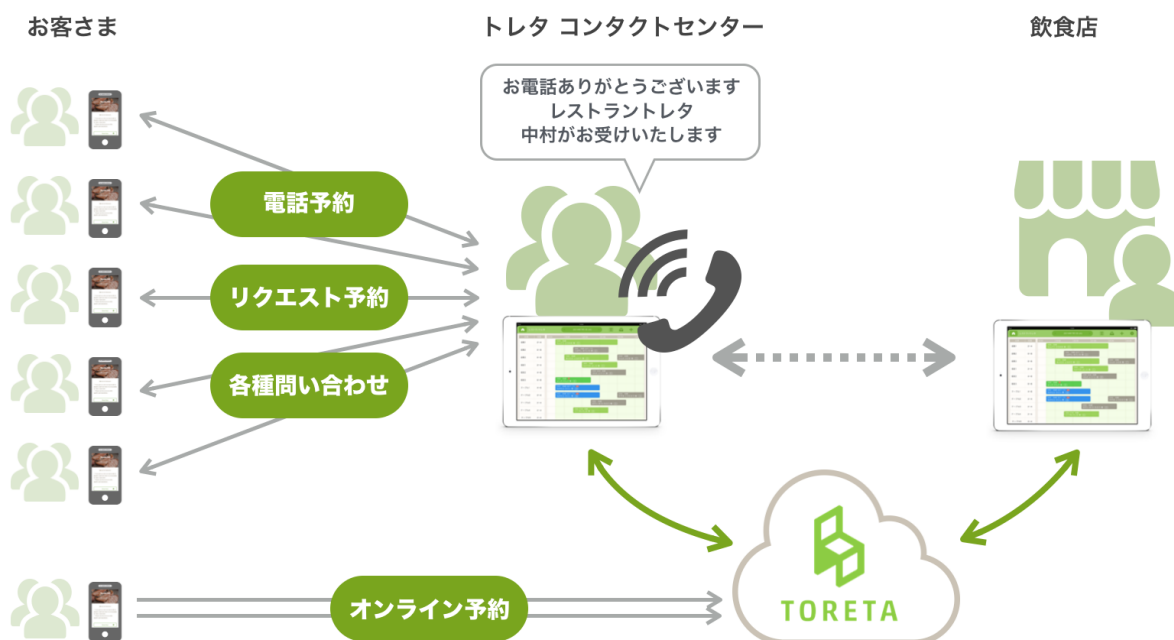 お客さま
トレタ コンタクトセンター
飲食店
お電話ありがとうございます
レストラントレタ
中村がお受けいたします
電話予約
リクエスト予約
各種問い合わせ
オンライン予約
TORETA